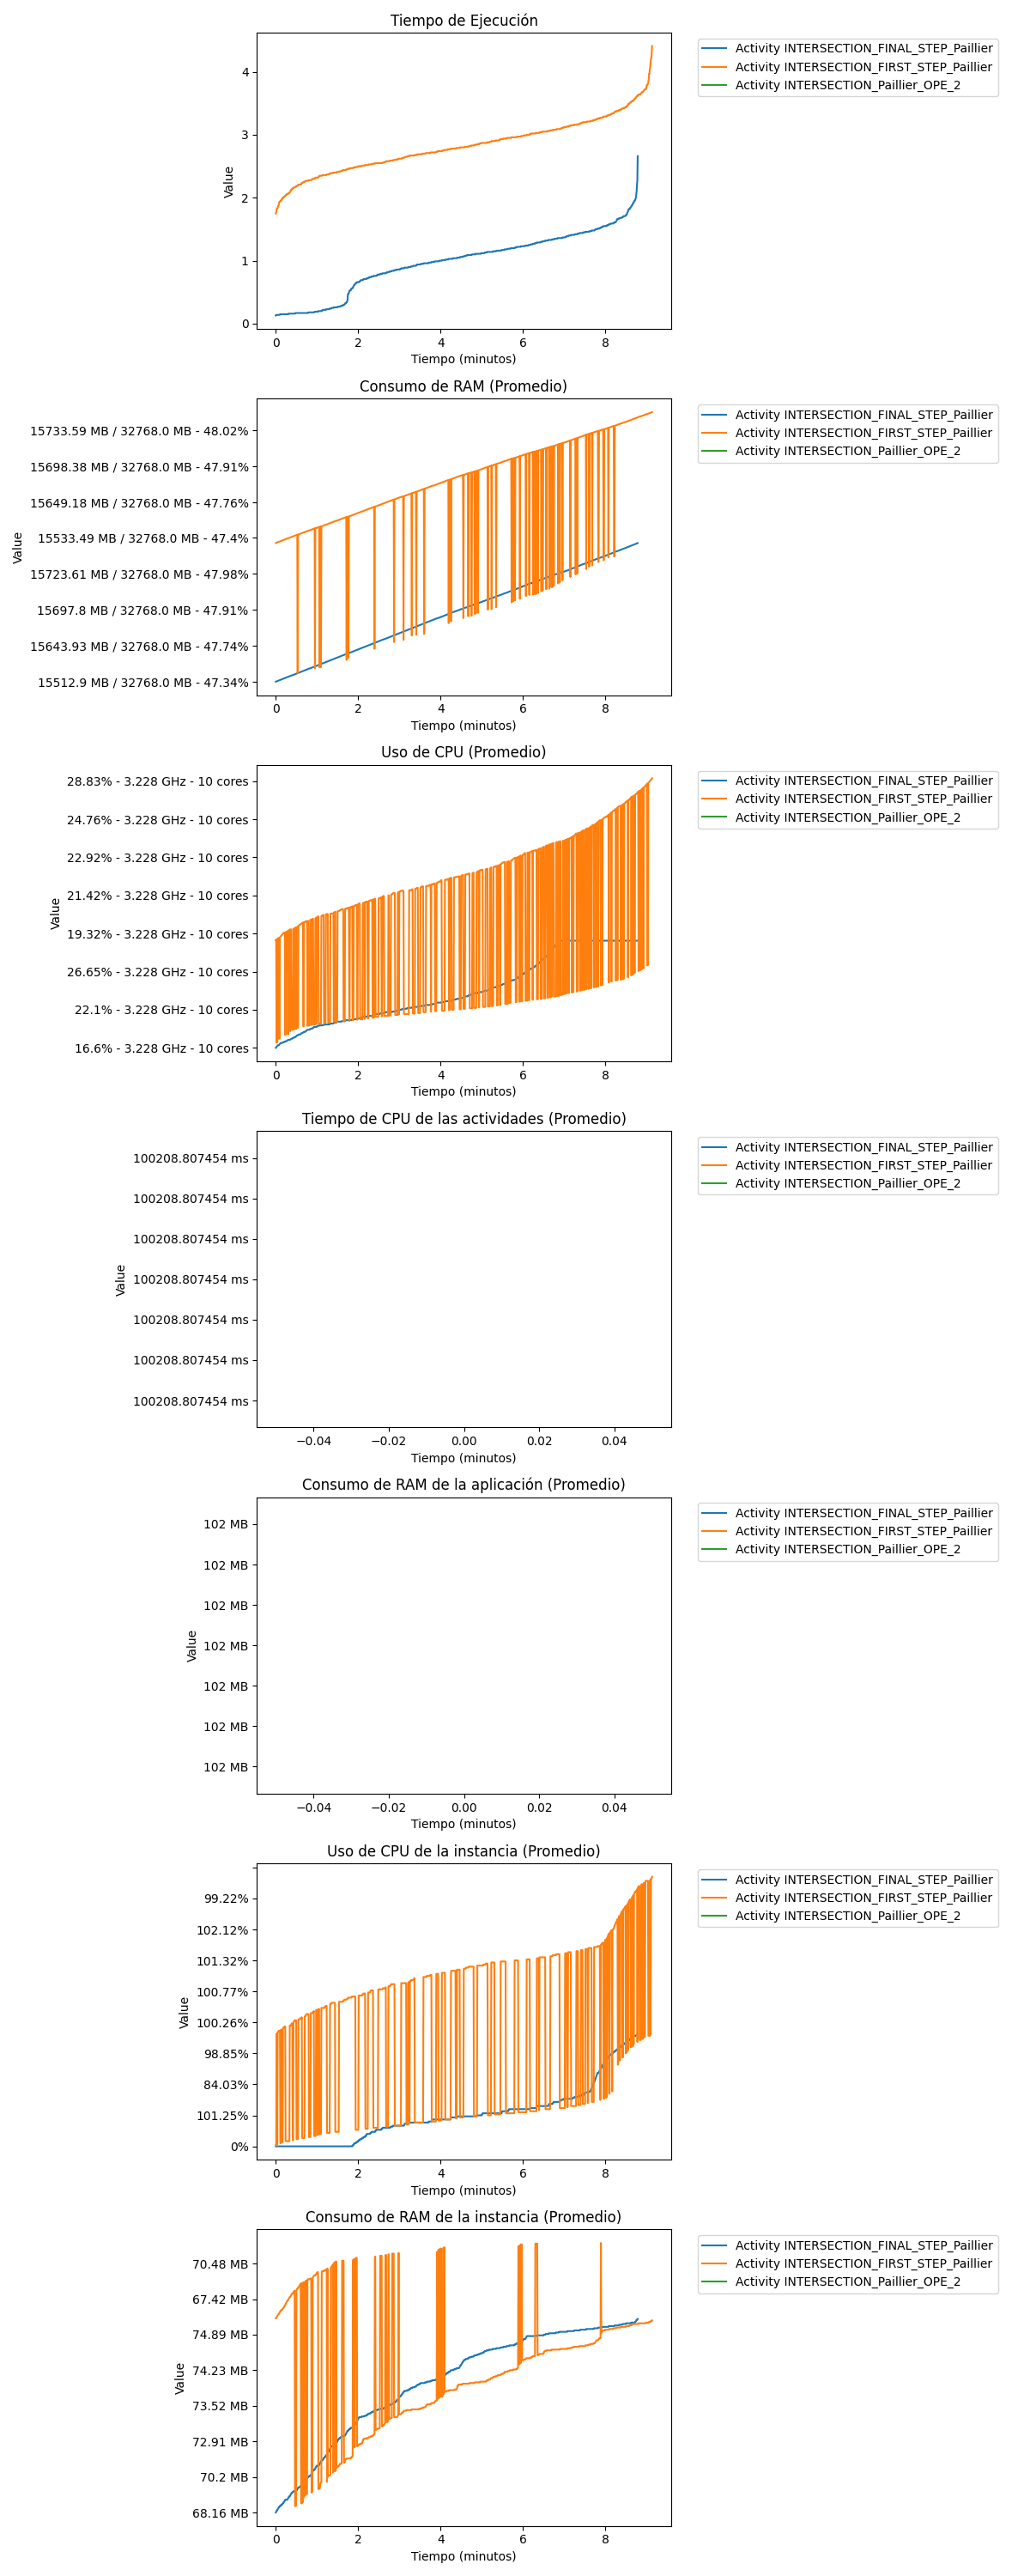 Tiempo de Ejecución
Value
4
3
2
1
0
0 2 4 6 8
Tiempo (minutos)
Activity INTERSECTION_FINAL_STEP_Paillier
Activity INTERSECTION_FIRST_STEP_Paillier
Activity INTERSECTION_Paillier_OPE_2
Consumo de RAM (Promedio)
Value
15733.59 MB / 32768.0 MB - 48.02%
15698.38 MB / 32768.0 MB - 47.91%
15649.18 MB / 32768.0 MB - 47.76%
15533.49 MB / 32768.0 MB - 47.4%
15723.61 MB / 32768.0 MB - 47.98%
15697.8 MB / 32768.0 MB - 47.91%
15643.93 MB / 32768.0 MB - 47.74%
15512.9 MB / 32768.0 MB - 47.34%
0 2 4 6 8
Tiempo (minutos)
Activity INTERSECTION_FINAL_STEP_Paillier
Activity INTERSECTION_FIRST_STEP_Paillier
Activity INTERSECTION_Paillier_OPE_2
Uso de CPU (Promedio)
Value
28.83% - 3.228 GHz - 10 cores
24.76% - 3.228 GHz - 10 cores
22.92% - 3.228 GHz - 10 cores
21.42% - 3.228 GHz - 10 cores
19.32% - 3.228 GHz - 10 cores
26.65% - 3.228 GHz - 10 cores
22.1% - 3.228 GHz - 10 cores
16.6% - 3.228 GHz - 10 cores
0 2 4 6 8
Tiempo (minutos)
Activity INTERSECTION_FINAL_STEP_Paillier
Activity INTERSECTION_FIRST_STEP_Paillier
Activity INTERSECTION_Paillier_OPE_2
Tiempo de CPU de las actividades (Promedio)
Value
100208.807454 ms
100208.807454 ms
100208.807454 ms
100208.807454 ms
100208.807454 ms
100208.807454 ms
100208.807454 ms
−0.04 −0.02 0.00 0.02 0.04
Tiempo (minutos)
Activity INTERSECTION_FINAL_STEP_Paillier
Activity INTERSECTION_FIRST_STEP_Paillier
Activity INTERSECTION_Paillier_OPE_2
Consumo de RAM de la aplicación (Promedio)
Value
102 MB
102 MB
102 MB
102 MB
102 MB
102 MB
102 MB
−0.04 −0.02 0.00 0.02 0.04
Tiempo (minutos)
Activity INTERSECTION_FINAL_STEP_Paillier
Activity INTERSECTION_FIRST_STEP_Paillier
Activity INTERSECTION_Paillier_OPE_2
Uso de CPU de la instancia (Promedio)
Value
99.22%
102.12%
101.32%
100.77%
100.26%
98.85%
84.03%
101.25%
0%
0 2 4 6 8
Tiempo (minutos)
Activity INTERSECTION_FINAL_STEP_Paillier
Activity INTERSECTION_FIRST_STEP_Paillier
Activity INTERSECTION_Paillier_OPE_2
Consumo de RAM de la instancia (Promedio)
Value
70.48 MB
67.42 MB
74.89 MB
74.23 MB
73.52 MB
72.91 MB
70.2 MB
68.16 MB
0 2 4 6 8
Tiempo (minutos)
Activity INTERSECTION_FINAL_STEP_Paillier
Activity INTERSECTION_FIRST_STEP_Paillier
Activity INTERSECTION_Paillier_OPE_2